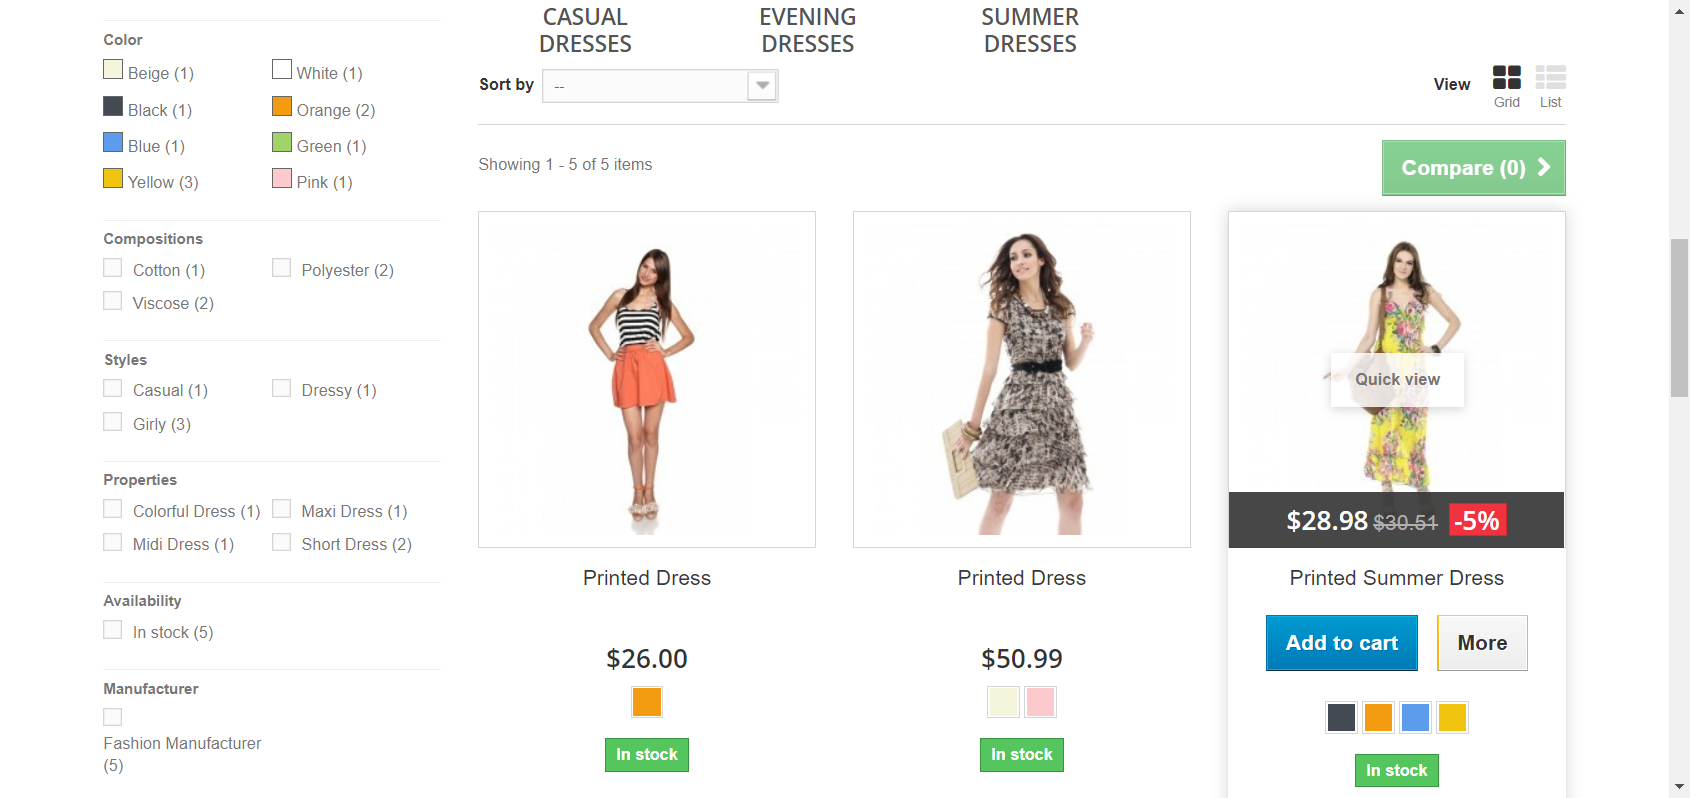 CASUAL
DRESSES
EVENING
DRESSES
SUMMER
DRESSES
Color
Beige (1)
White (1)
Black (1)
Orange (2)
Blue (1)
Green (1)
Yellow (3)
Pink (1)
Compositions
Cotton (1)
Polyester (2)
Viscose (2)
Styles
Casual (1)
Dressy (1)
Girly (3)
Properties
Colorful Dress (1)
Maxi Dress (1)
Midi Dress (1)
Short Dress (2)
Availability
In stock (5)
Manufacturer
Fashion Manufacturer
(5)
Sort by
--
View
Grid
List
Showing 1 - 5 of 5 items
Compare (0)
Printed Dress
$26.00
In stock
Printed Dress
$50.99
In stock
Quick view
$28.98 $30.51 -5%
Printed Summer Dress
Add to cart
More
In stock